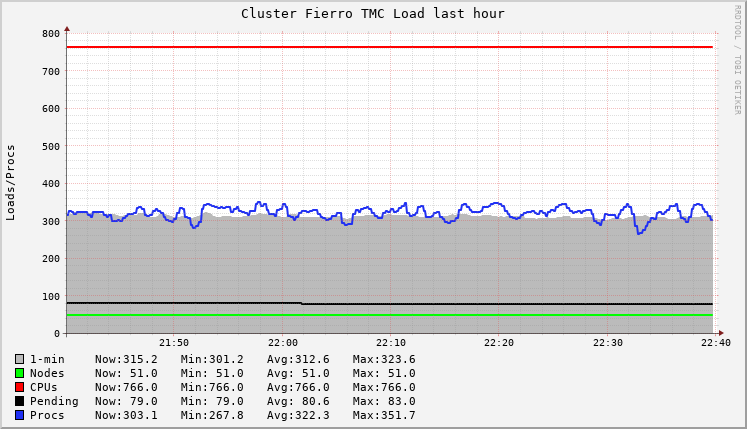 Cluster Fierro TMC Load last hour
RRDTOOL / TOBI OETIKER
Loads/Procs
800
700
600
500
400
300
200
100
0
21:50 22:00 22:10 22:20 22:30 22:40
1-min Now:315.2 Min:301.2 Avg:312.6 Max:323.6
Nodes Now: 51.0 Min: 51.0 Avg: 51.0 Max: 51.0
CPUs Now:766.0 Min:766.0 Avg:766.0 Max:766.0
Pending Now: 79.0 Min: 79.0 Avg: 80.6 Max: 83.0
Procs Now:303.1 Min:267.8 Avg:322.3 Max:351.7